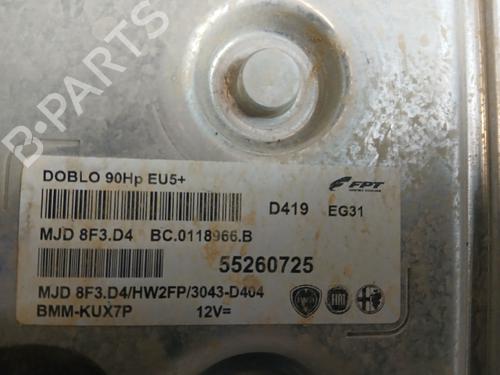 B-PARTS
DOBLO 90Hp EU5+
FPT
D419 EG31
MJD 8F3.D4 BC.0118966.B
55260725
MJD 8F3.D4/HW2FP/3043-D404
BMM-KUX7P 12V=
FIAT